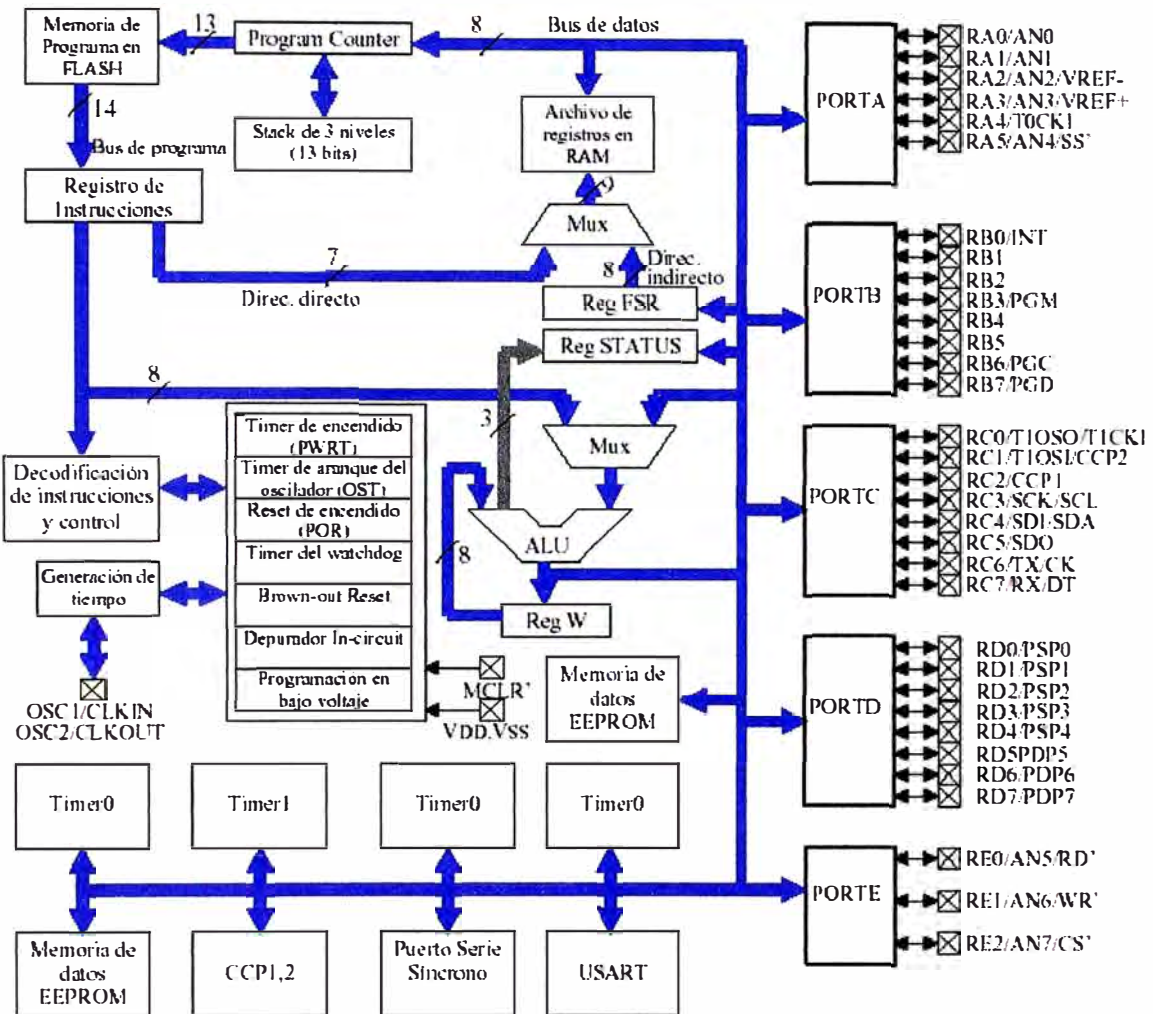 Memoria de
Programa en
FLASH
13
Program Counter
8
Bus de datos
14
Bus de programa
Stack de 3 niveles
(13 bits)
Archivo de
registros en
RAM
9
Registro de
Instrucciones
Mux
7
Direc. directo
8
Direc.
indirecto
Reg FSR
Reg STATUS
8
3
Mux
Decodificación
de instrucciones
y control
Timer de encendido
(PWRT)
Timer de aranque del
oscilador (OST)
Reset de encendido
(POR)
Timer del watchdog
Brown-out Reset
Depurador In-circuit
Programación en
bajo voltaje
ALU
8
Reg W
Generación de
tiempo
OSC1/CLKIN
OSC2/CLKOUT
MCLR'
VDD,VSS
Memoria de
datos
EEPROM
Timer0
Timer1
Timer0
Timer0
Memoria de
datos
EEPROM
CCP1,2
Puerto Serie
Síncrono
USART
PORTA
RA0/AN0
RA1/AN1
RA2/AN2/VREF-
RA3/AN3/VREF+
RA4/T0CK1
RA5/AN4/SS'
PORTB
RB0/INT
RB1
RB2
RB3/PGM
RB4
RB5
RB6/PGC
RB7/PGD
PORTC
RC0/T1OSO/T1CK1
RC1/T1OSI/CCP2
RC2/CCP1
RC3/SCK/SCL
RC4/SDI/SDA
RC5/SDO
RC6/TX/CK
RC7/RX/DT
PORTD
RD0/PSP0
RD1/PSP1
RD2/PSP2
RD3/PSP3
RD4/PSP4
RD5PDP5
RD6/PDP6
RD7/PDP7
PORTE
RE0/AN5/RD'
RE1/AN6/WR'
RE2/AN7/CS'